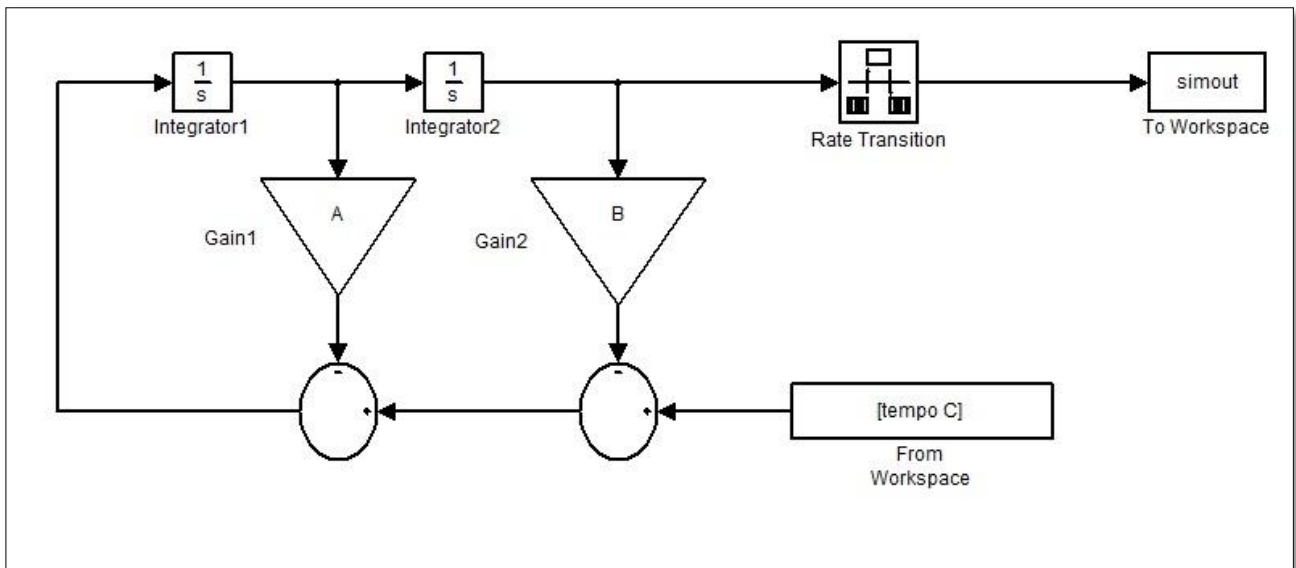 1
s
Integrator1
1
s
Integrator2
Rate Transition
simout
To Workspace
A
Gain1
B
Gain2
-
+
-
+
[tempo C]
From
Workspace